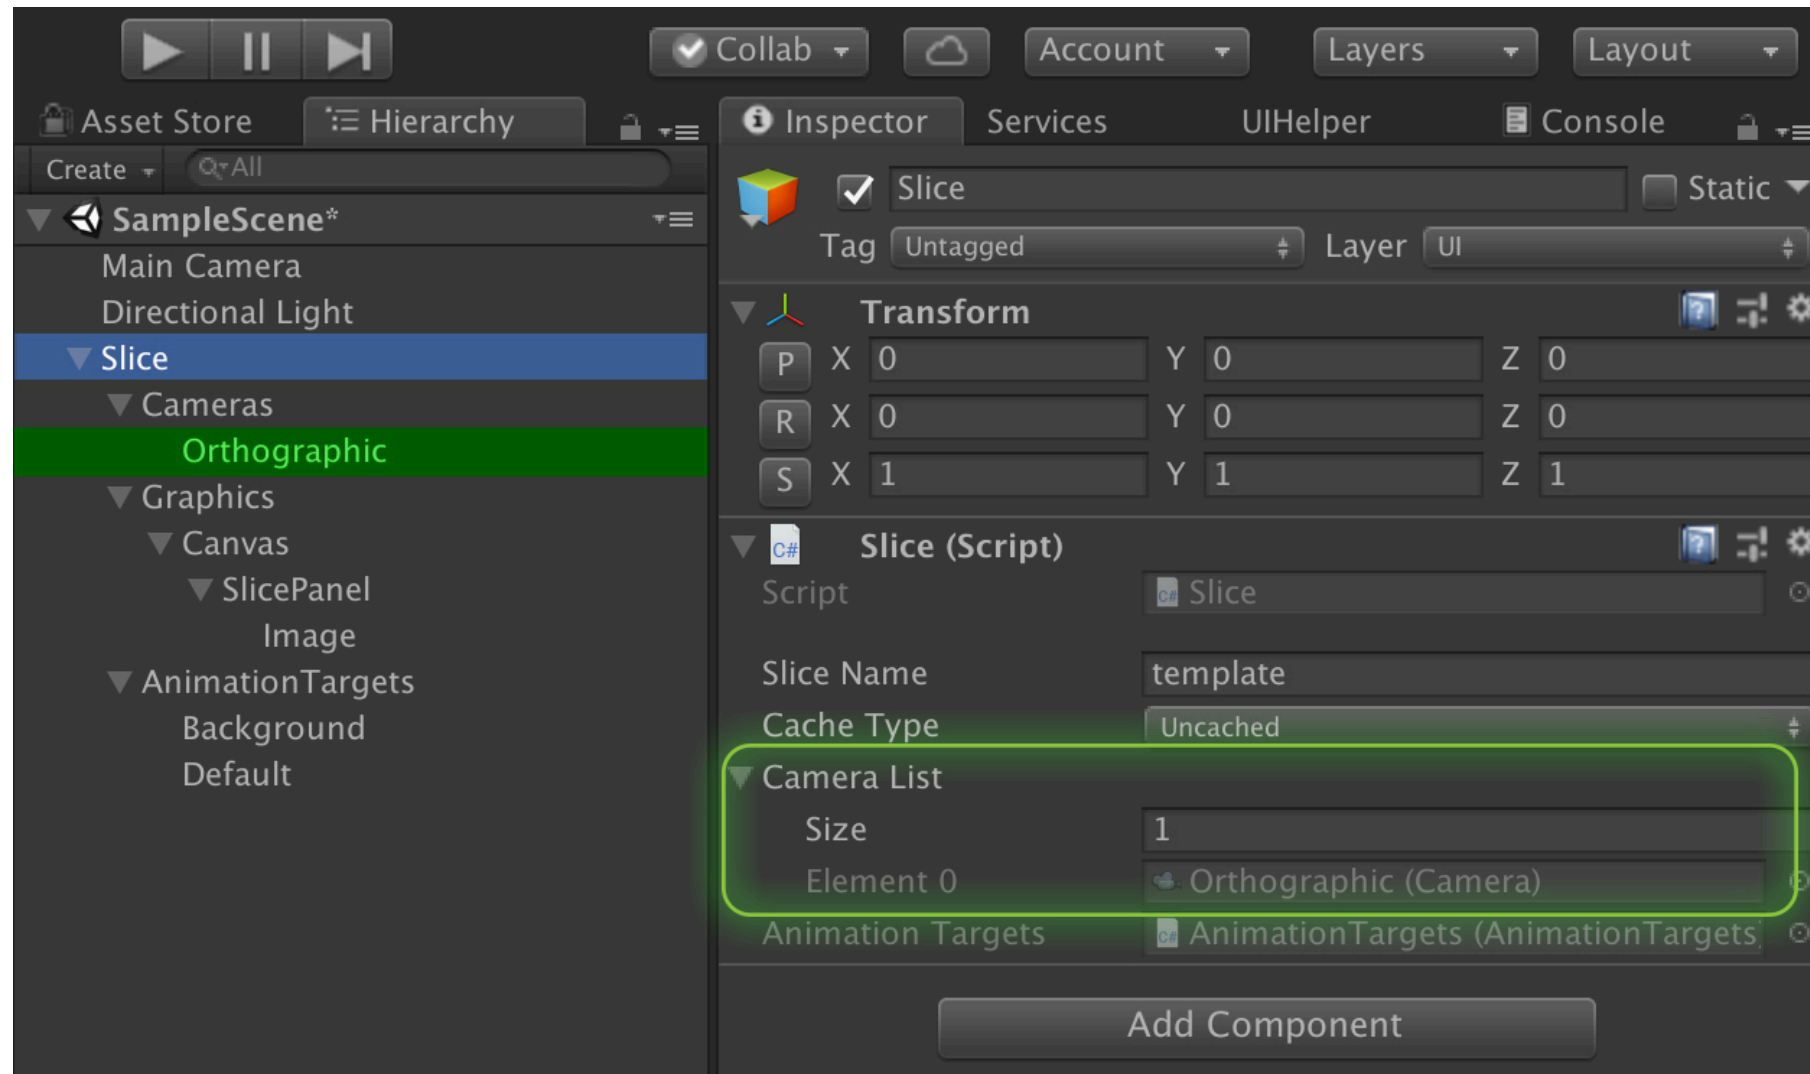 Collab Account Layers Layout
Asset Store Hierarchy
Create All
SampleScene*
Main Camera
Directional Light
Slice
Cameras
Orthographic
Graphics
Canvas
SlicePanel
Image
AnimationTargets
Background
Default
Inspector Services UIHelper Console
Slice Static
Tag Untagged Layer UI
Transform
P X 0 Y 0 Z 0
R X 0 Y 0 Z 0
S X 1 Y 1 Z 1
C# Slice (Script)
Script C# Slice
Slice Name template
Cache Type Uncached
Camera List
Size 1
Element 0 Orthographic (Camera)
Animation Targets C# AnimationTargets (AnimationTargets)
Add Component